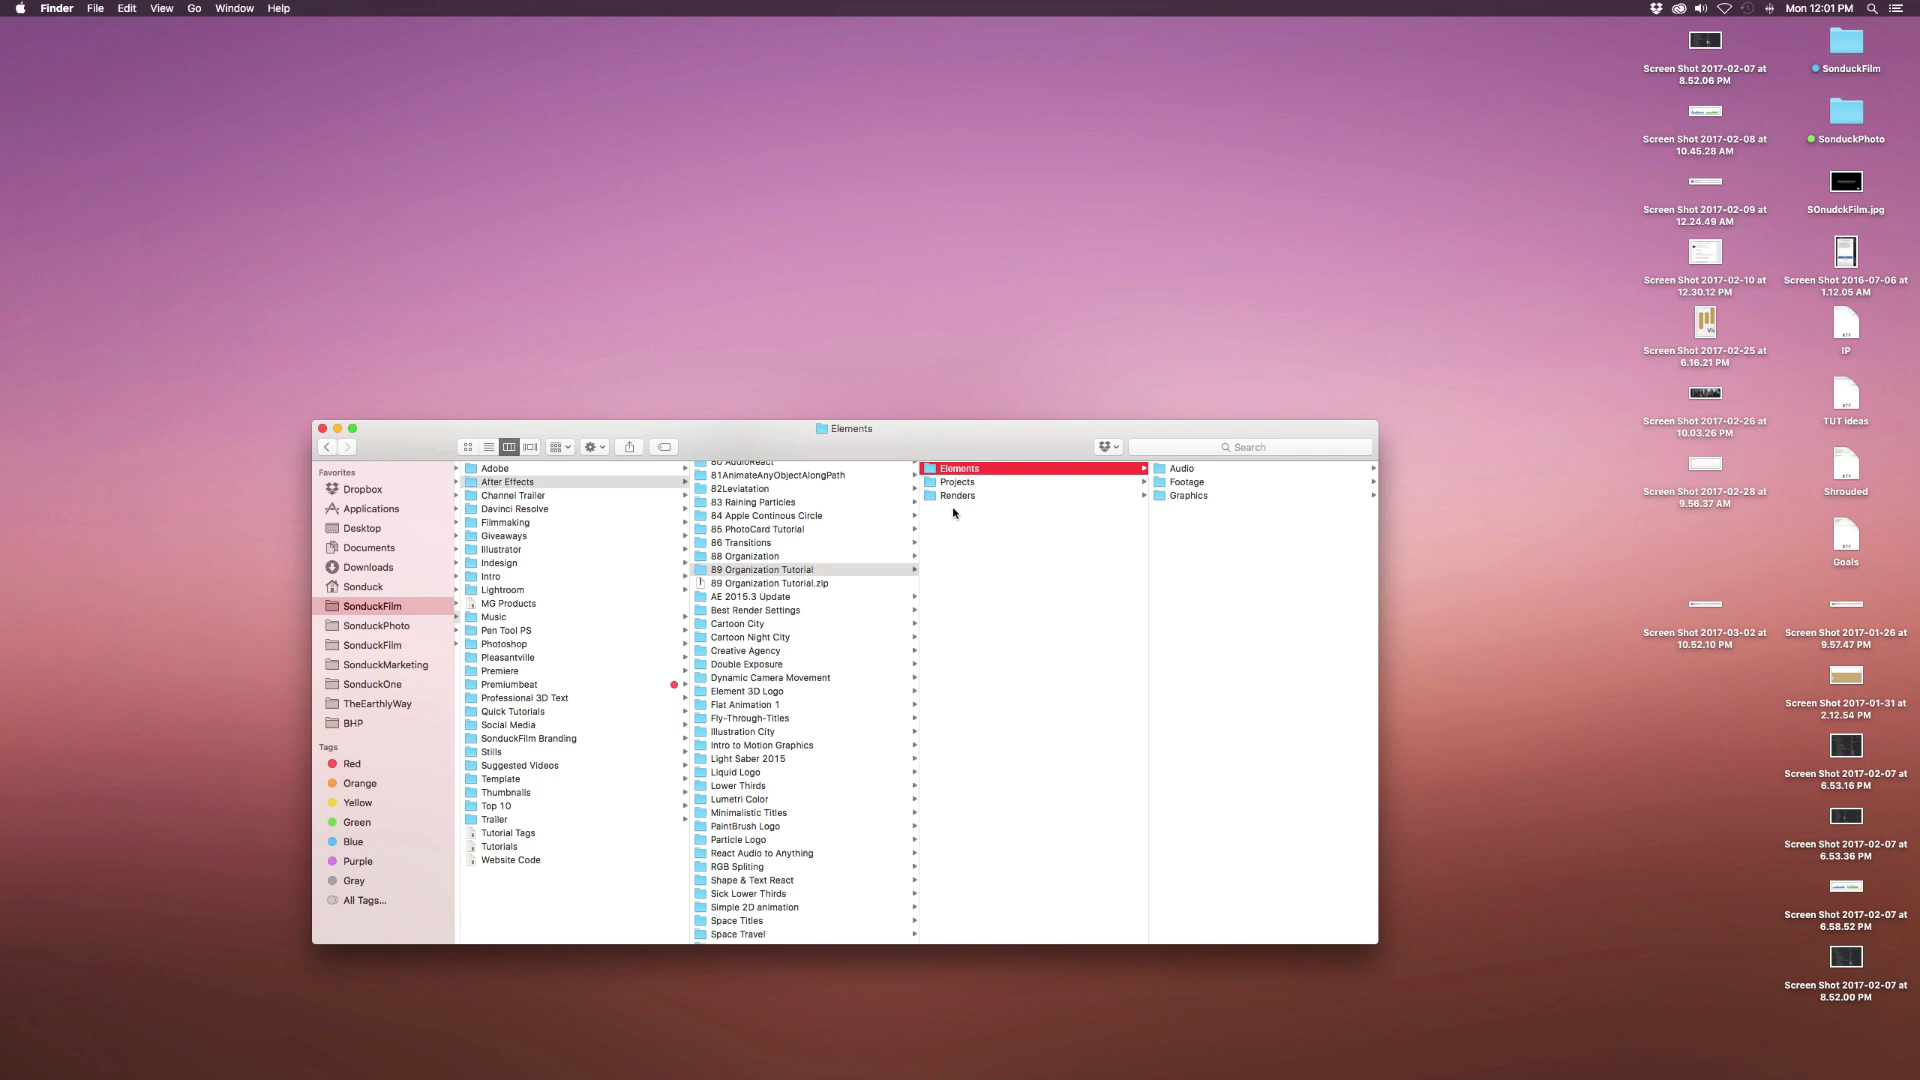 Finder File Edit View Go Window Help
Mon 12:01 PM
Elements
Search
Favorites
Dropbox
Applications
Desktop
Documents
Downloads
Sonduck
SonduckFilm
SonduckPhoto
SonduckFilm
SonduckMarketing
SonduckOne
TheEarthlyWay
BHP
Tags
Red
Orange
Yellow
Green
Blue
Purple
Gray
All Tags...
Adobe
After Effects
Channel Trailer
Davinci Resolve
Filmmaking
Giveaways
Illustrator
Indesign
Intro
Lightroom
MG Products
Music
Pen Tool PS
Photoshop
Pleasantville
Premiere
Premiumbeat
Professional 3D Text
Quick Tutorials
Social Media
SonduckFilm Branding
Stills
Suggested Videos
Template
Thumbnails
Top 10
Trailer
Tutorial Tags
Tutorials
Website Code
80 AudioReact
81AnimateAnyObjectAlongPath
82Leviatation
83 Raining Particles
84 Apple Continous Circle
85 PhotoCard Tutorial
86 Transitions
88 Organization
89 Organization Tutorial
89 Organization Tutorial.zip
AE 2015.3 Update
Best Render Settings
Cartoon City
Cartoon Night City
Creative Agency
Double Exposure
Dynamic Camera Movement
Element 3D Logo
Flat Animation 1
Fly-Through-Titles
Illustration City
Intro to Motion Graphics
Light Saber 2015
Liquid Logo
Lower Thirds
Lumetri Color
Minimalistic Titles
PaintBrush Logo
Particle Logo
React Audio to Anything
RGB Spliting
Shape & Text React
Sick Lower Thirds
Simple 2D animation
Space Titles
Space Travel
Elements
Projects
Renders
Audio
Footage
Graphics
Screen Shot 2017-02-07 at
8.52.06 PM
Screen Shot 2017-02-08 at
10.45.28 AM
Screen Shot 2017-02-09 at
12.24.49 AM
Screen Shot 2017-02-10 at
12.30.12 PM
Screen Shot 2017-02-25 at
6.16.21 PM
Screen Shot 2017-02-26 at
10.03.26 PM
Screen Shot 2017-02-28 at
9.56.37 AM
Screen Shot 2017-03-02 at
10.52.10 PM
SonduckFilm
SonduckPhoto
SOnudckFilm.jpg
Screen Shot 2016-07-06 at
1.12.05 AM
RTF
IP
RTF
TUT ideas
RTF
Shrouded
RTF
Goals
Screen Shot 2017-01-26 at
9.57.47 PM
Screen Shot 2017-01-31 at
2.12.54 PM
Screen Shot 2017-02-07 at
6.53.16 PM
Screen Shot 2017-02-07 at
6.53.36 PM
Screen Shot 2017-02-07 at
6.58.52 PM
Screen Shot 2017-02-07 at
8.52.00 PM